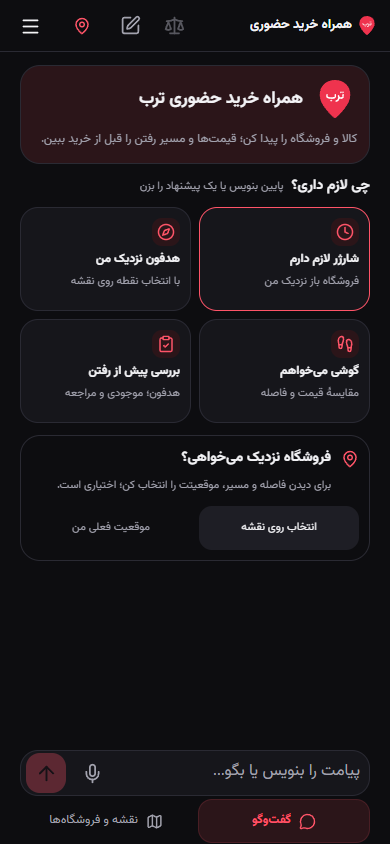 همراه خرید حضوری
ترب
همراه خرید حضوری ترب
کالا و فروشگاه را پیدا کن؛ قیمت‌ها و مسیر رفتن را قبل از خرید ببین.
چی لازم داری؟ پایین بنویس یا یک پیشنهاد را بزن
شارژر لازم دارم
فروشگاه باز نزدیک من
هدفون نزدیک من
با انتخاب نقطه روی نقشه
گوشی می‌خواهم
مقایسهٔ قیمت و فاصله
بررسی پیش از رفتن
هدفون؛ موجودی و مراجعه
فروشگاه نزدیک می‌خواهی؟
برای دیدن فاصله و مسیر، موقعیتت را انتخاب کن؛ اختیاری است.
انتخاب روی نقشه
موقعیت فعلی من
پیامت را بنویس یا بگو...
گفت‌وگو
نقشه و فروشگاه‌ها